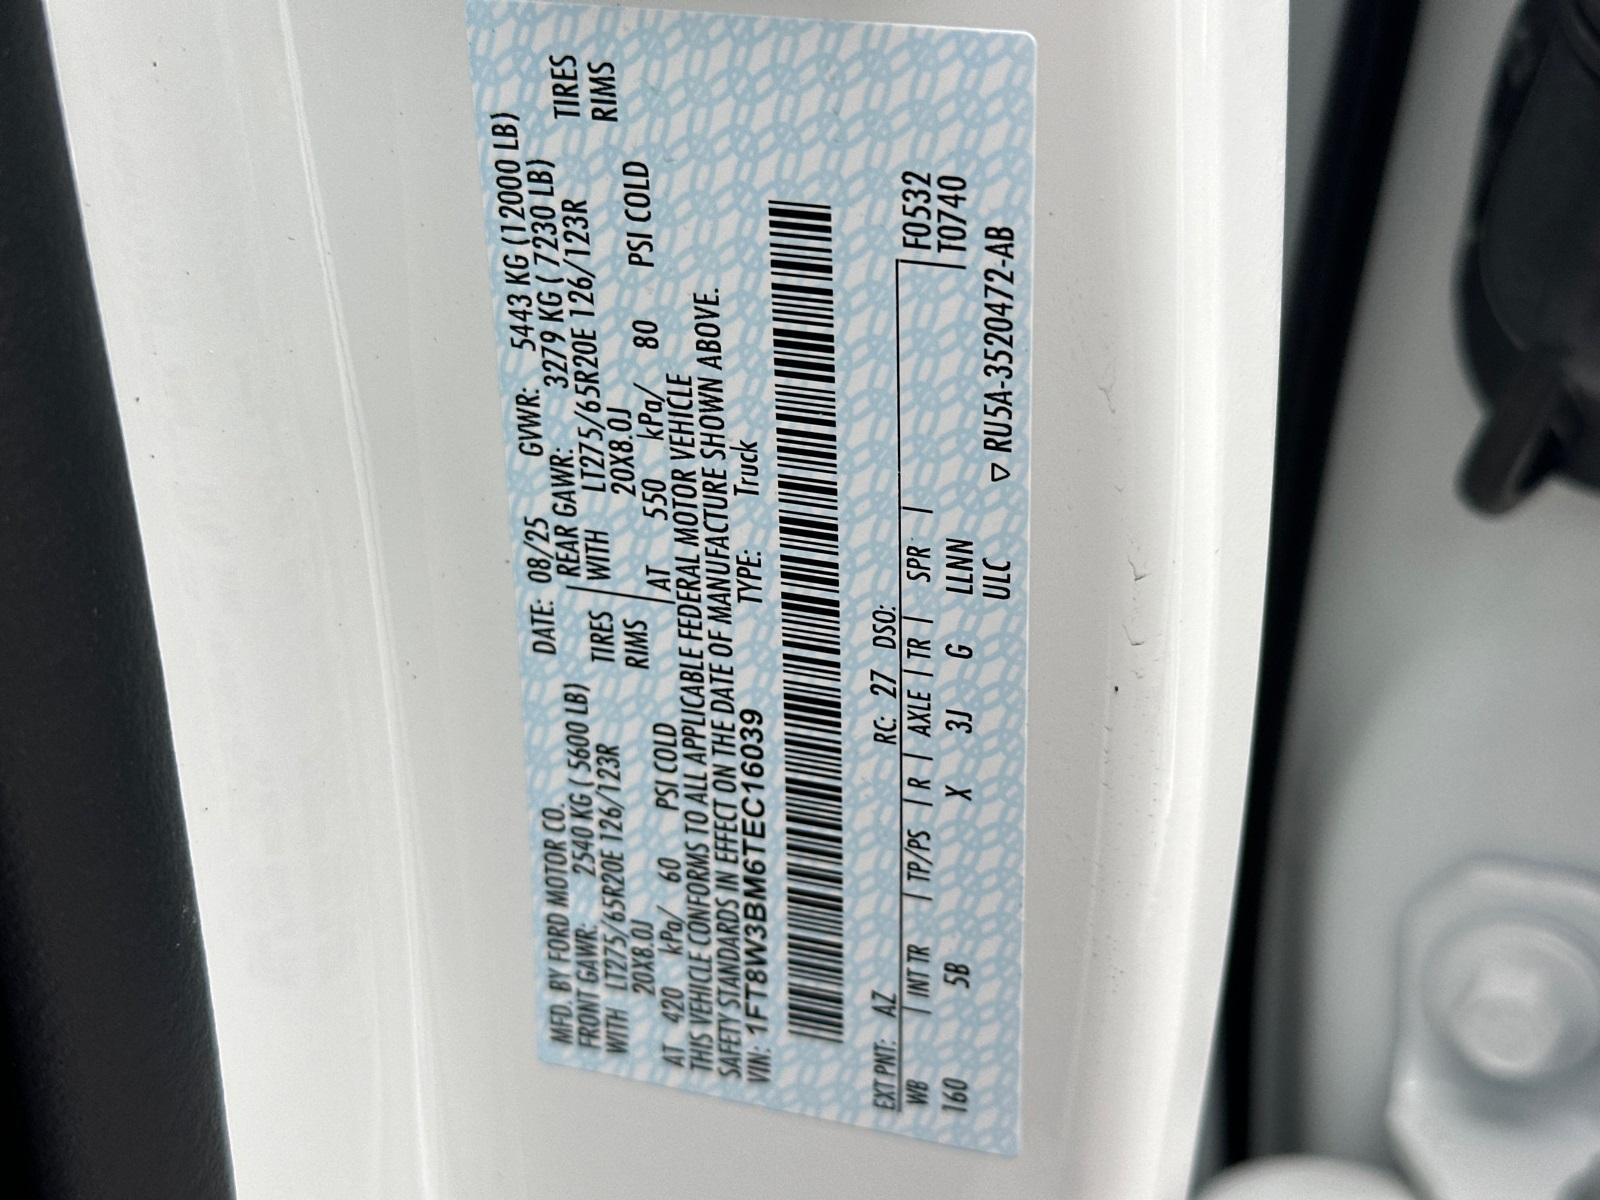 MFD. BY FORD MOTOR CO. DATE: 08/25 GVWR: 5443 KG (12000 LB)
FRONT GAWR: 2540 KG ( 5600 LB) REAR GAWR: 3279 KG ( 7230 LB)
WITH LT275/65R20E 126/123R TIRES WITH LT275/65R20E 126/123R TIRES
20X8.0J RIMS 20X8.0J RIMS
AT 420 kPa/ 60 PSI COLD AT 550 kPa/ 80 PSI COLD
THIS VEHICLE CONFORMS TO ALL APPLICABLE FEDERAL MOTOR VEHICLE
SAFETY STANDARDS IN EFFECT ON THE DATE OF MANUFACTURE SHOWN ABOVE.
VIN: 1FT8W3BM6TEC16039 TYPE: Truck
EXT PNT: AZ RC: 27 DSO:
WB | INT TR | TP/PS | R | AXLE | TR | SPR | F0532
160 5B X 3J G LLNN T0740
ULC ▽ RU5A-3520472-AB